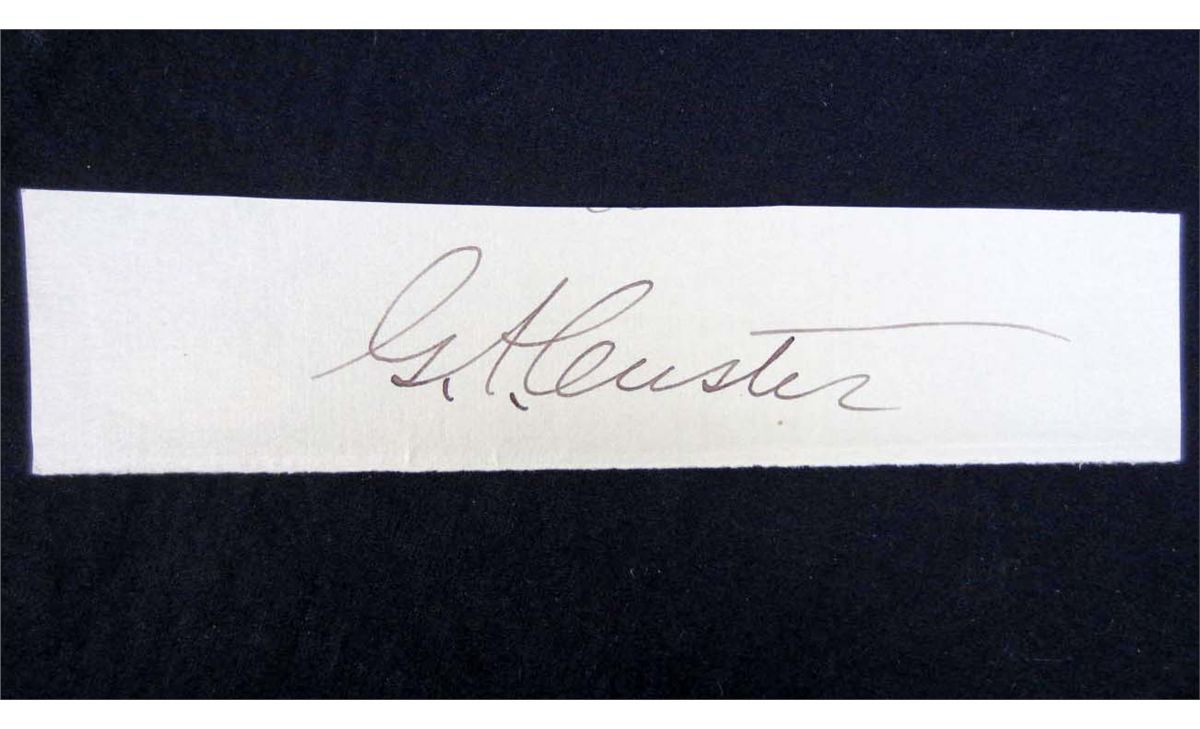 G. A. Custer